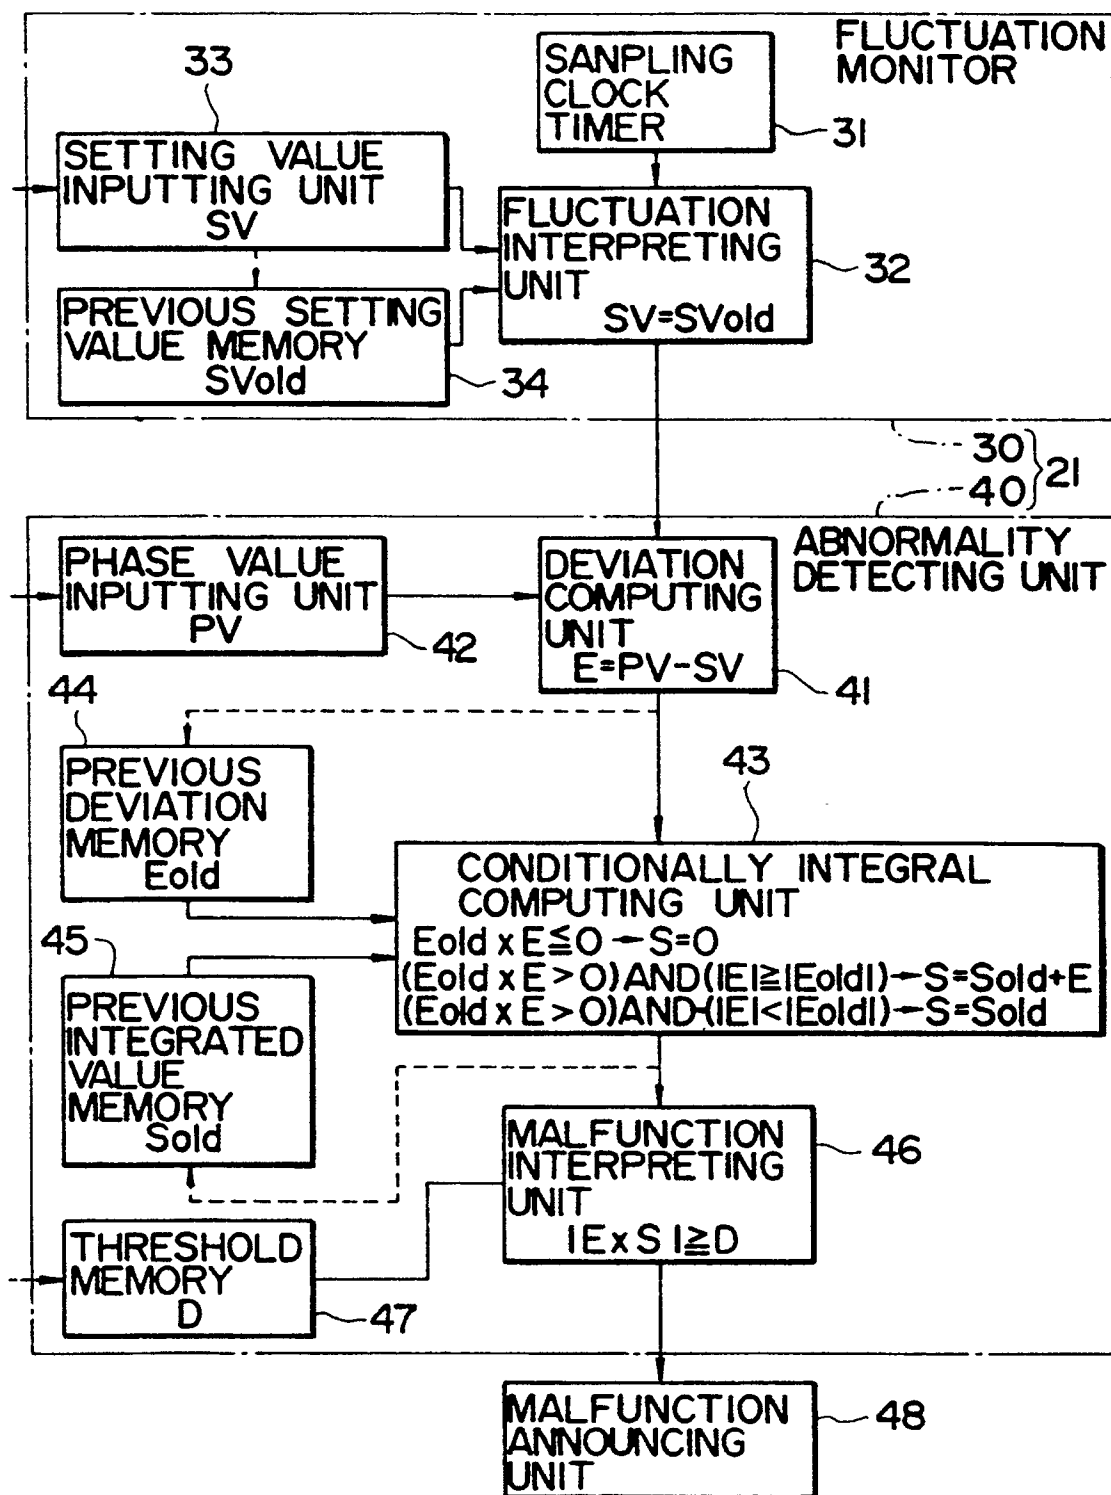 FLUCTUATION
MONITOR
33
SANPLING
CLOCK
TIMER
31
SETTING VALUE
INPUTTING UNIT
SV
FLUCTUATION
INTERPRETING
UNIT
SV=SVold
32
PREVIOUS SETTING
VALUE MEMORY
SVold
34
30
21
40
ABNORMALITY
DETECTING UNIT
PHASE VALUE
INPUTTING UNIT
PV
42
DEVIATION
COMPUTING
UNIT
E=PV-SV
41
44
PREVIOUS
DEVIATION
MEMORY
Eold
43
CONDITIONALLY INTEGRAL
COMPUTING UNIT
Eold x E≦0→S=0
(Eold x E>0)AND(|E|≧|Eold|)→S=Sold+E
(Eold x E>0)AND(|E|<|Eold|)→S=Sold
45
PREVIOUS
INTEGRATED
VALUE
MEMORY
Sold
MALFUNCTION
INTERPRETING
UNIT
|E x S|≧D
46
THRESHOLD
MEMORY
D
47
MALFUNCTION
ANNOUNCING
UNIT
48